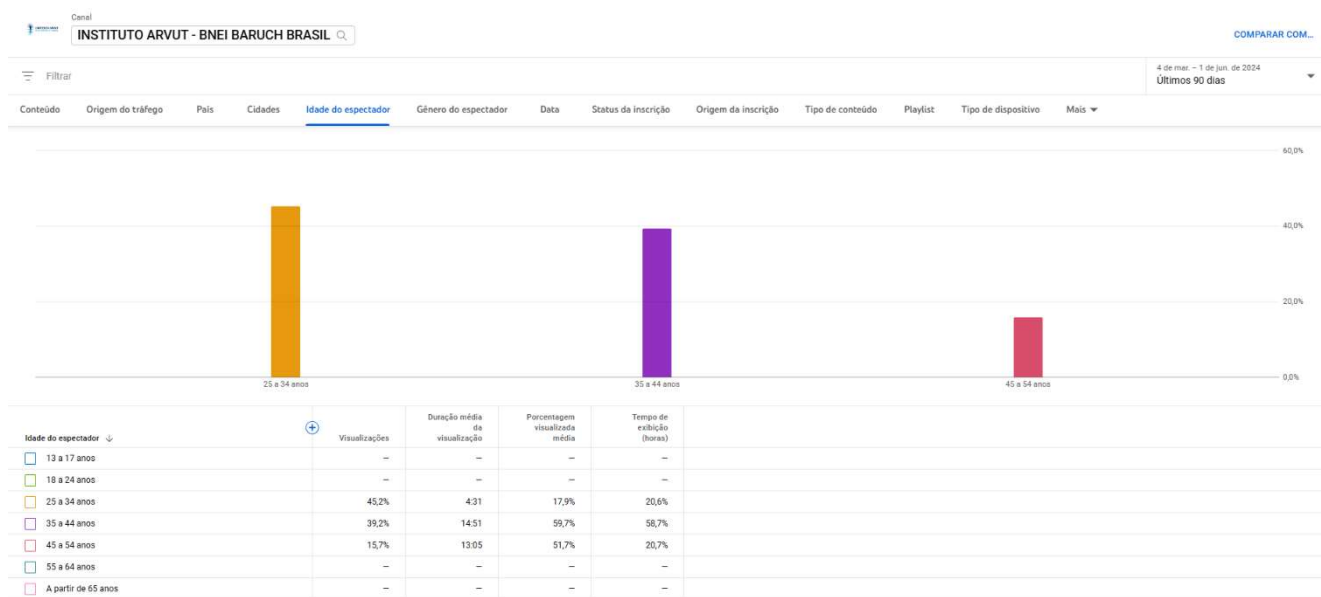 Canal
INSTITUTO ARVUT - BNEI BARUCH BRASIL
COMPARAR COM...
Filtrar
4 de mar. – 1 de jun. de 2024
Últimos 90 dias
Conteúdo Origem do tráfego País Cidades Idade do espectador Gênero do espectador Data Status da inscrição Origem da inscrição Tipo de conteúdo Playlist Tipo de dispositivo Mais
60,0%
40,0%
20,0%
0,0%
25 a 34 anos 35 a 44 anos 45 a 54 anos
Idade do espectador Visualizações Duração média da visualização Porcentagem visualizada média Tempo de exibição (horas)
13 a 17 anos — — — —
18 a 24 anos — — — —
25 a 34 anos 45,2% 4:31 17,9% 20,6%
35 a 44 anos 39,2% 14:51 59,7% 58,7%
45 a 54 anos 15,7% 13:05 51,7% 20,7%
55 a 64 anos — — — —
A partir de 65 anos — — — —